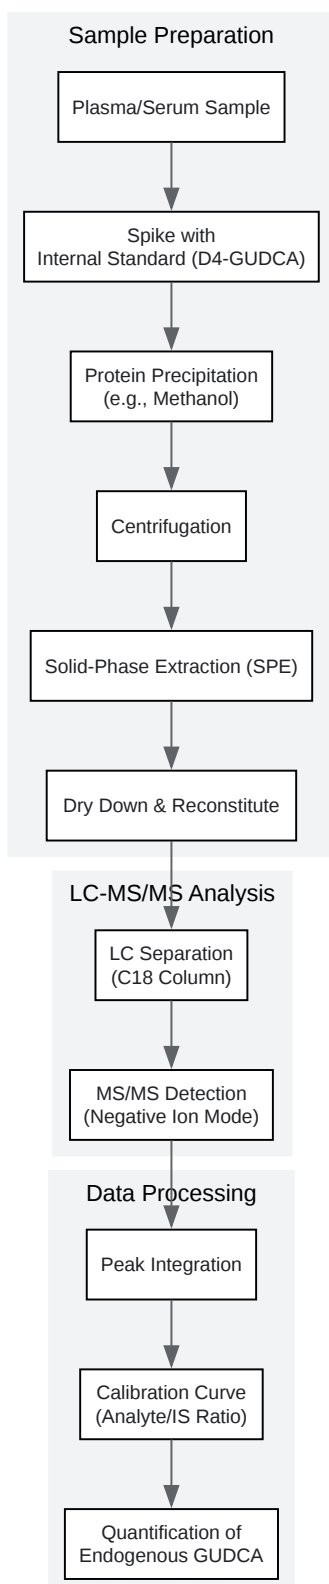 Sample Preparation
Plasma/Serum Sample
Spike with
Internal Standard (D4-GUDCA)
Protein Precipitation
(e.g., Methanol)
Centrifugation
Solid-Phase Extraction (SPE)
Dry Down & Reconstitute
LC-MS/MS Analysis
LC Separation
(C18 Column)
MS/MS Detection
(Negative Ion Mode)
Data Processing
Peak Integration
Calibration Curve
(Analyte/IS Ratio)
Quantification of
Endogenous GUDCA